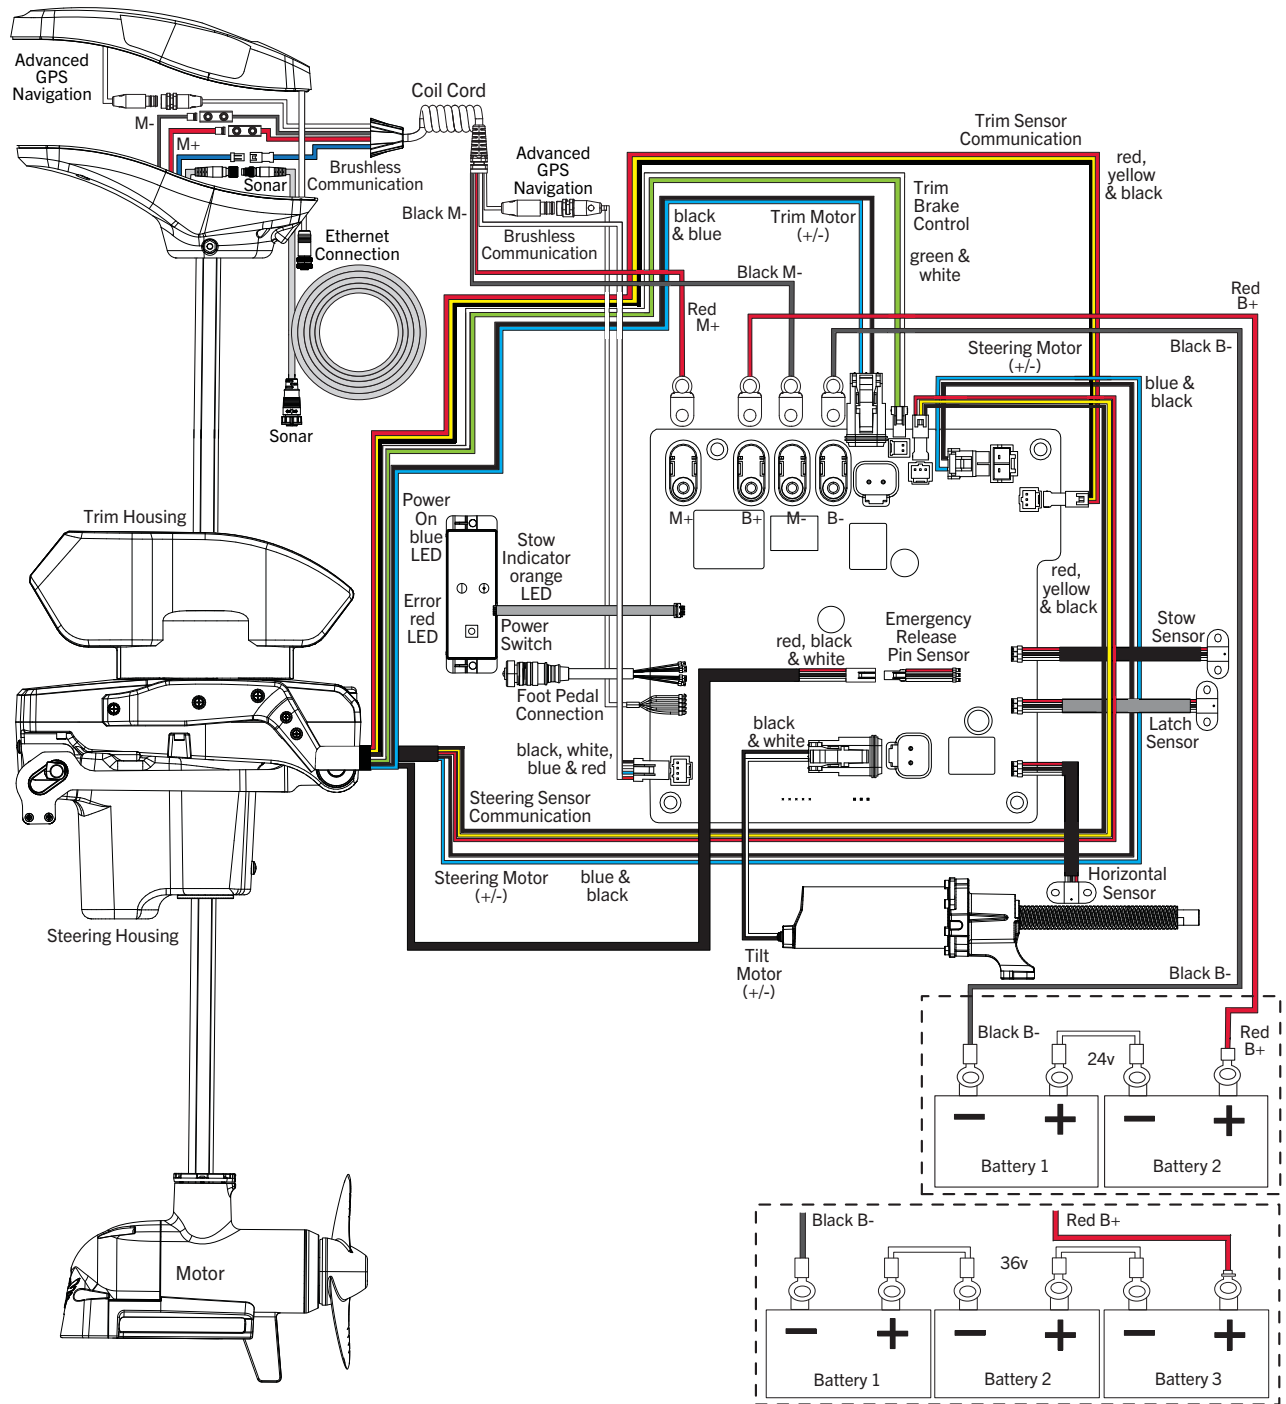 Advanced
GPS
Navigation
M-
M+
Sonar
Brushless
Communication
Coil Cord
Black M-
Advanced
GPS
Navigation
Brushless
Communication
Ethernet
Connection
Sonar
Trim Sensor
Communication
red,
yellow
& black
Trim
Brake
Control
green &
white
black
& blue
Trim Motor
(+/-)
Black M-
Red
M+
Red
B+
Black B-
Steering Motor
(+/-)
blue &
black
M+
B+
M-
B-
Trim Housing
Power
On
blue
LED
Stow
Indicator
orange
LED
Error
red
LED
Power
Switch
Foot Pedal
Connection
red, black
& white
Emergency
Release
Pin Sensor
red,
yellow
& black
Stow
Sensor
Latch
Sensor
black
& white
black, white,
blue & red
Steering Sensor
Communication
Steering Motor
(+/-)
blue &
black
Horizontal
Sensor
Steering Housing
Tilt
Motor
(+/-)
Black B-
Black B-
Red
B+
24v
Battery 1
Battery 2
Motor
Black B-
Red B+
36v
Battery 1
Battery 2
Battery 3